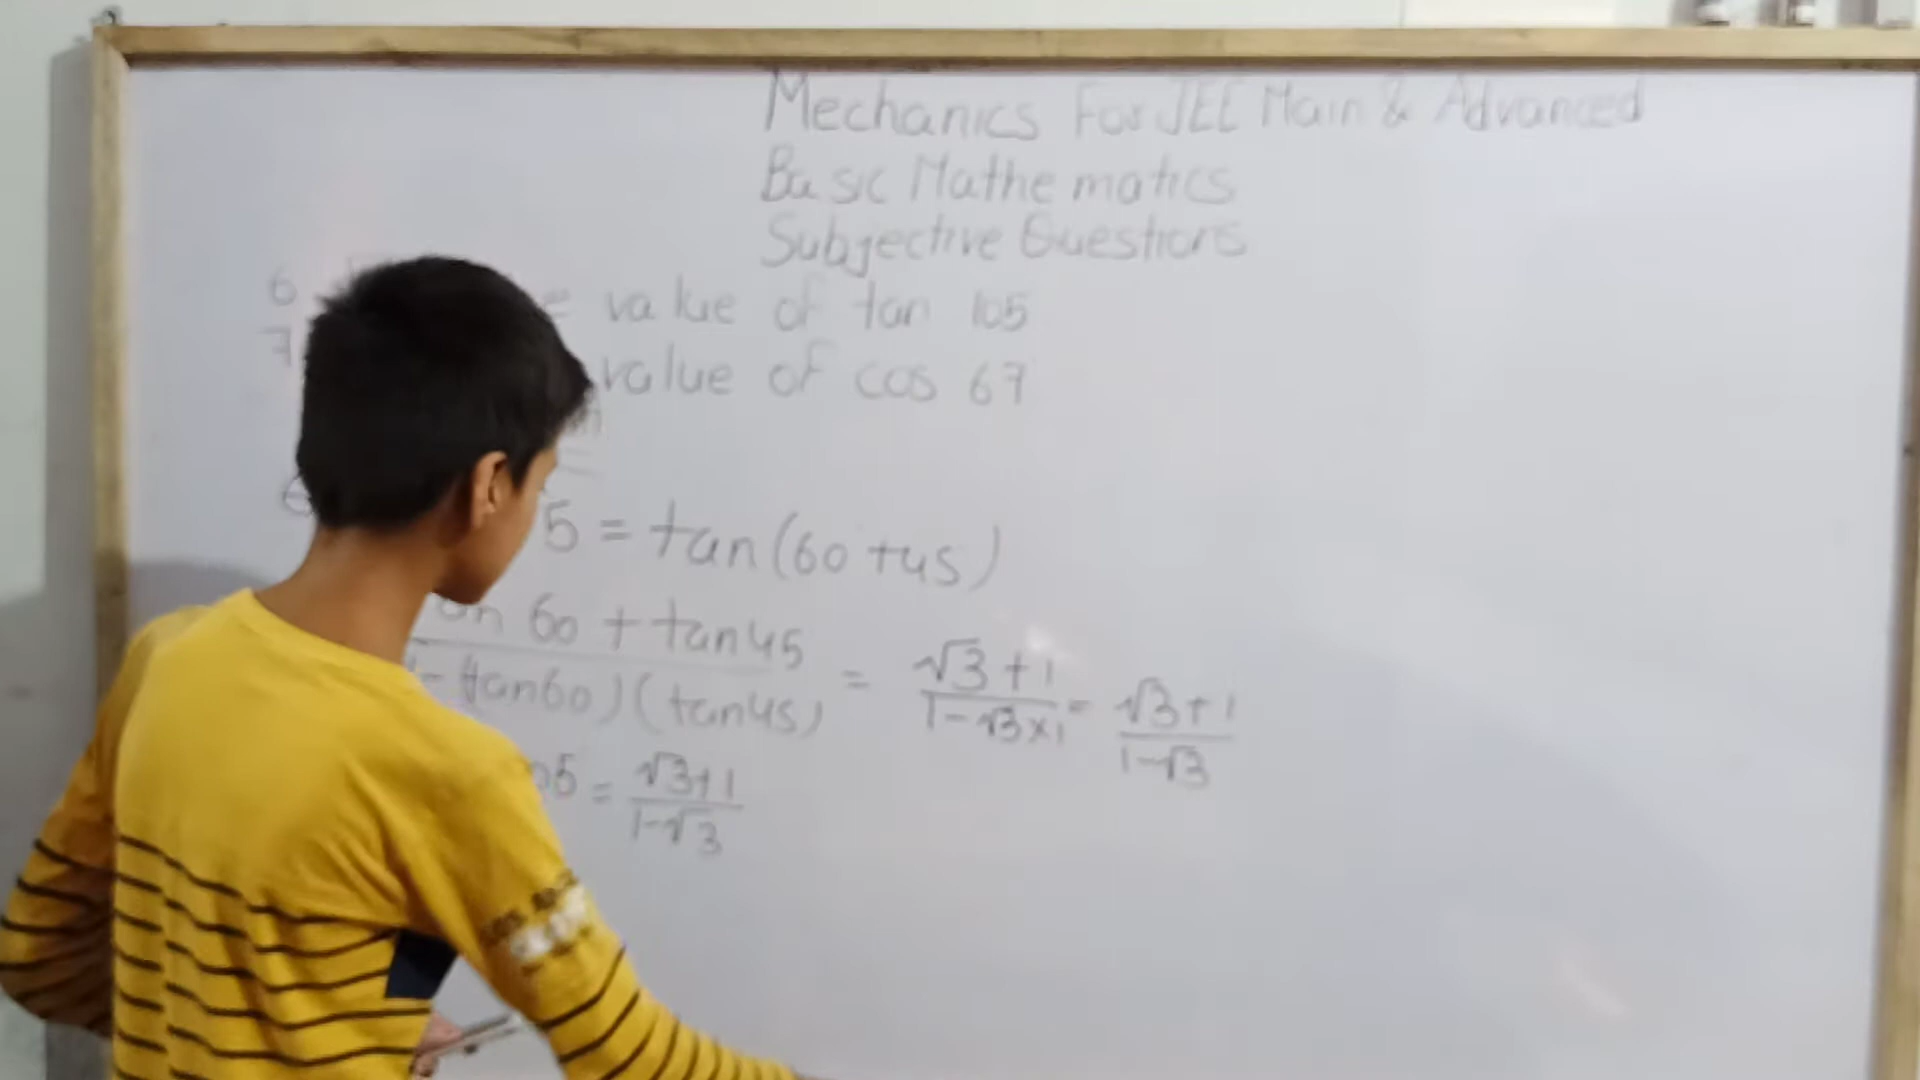 Mechanics For JEE Main & Advanced
Basic Mathematics
Subjective Questions
6 value of tan 105
7 value of cos 67
5 = tan(60+45)
an 60 + tan45
- tan60)(tan45) = √3+1 / 1-√3×1 = √3+1 / 1-√3
05 = √3+1 / 1-√3